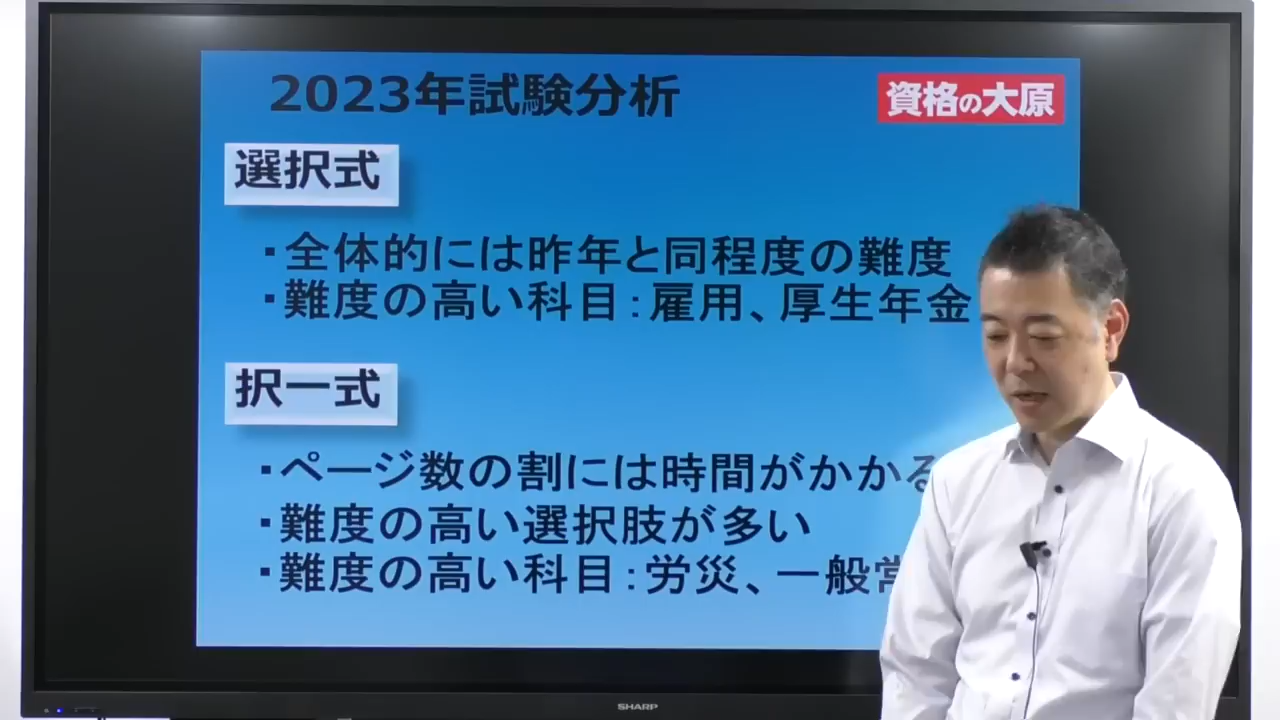 2023年試験分析
資格の大原
選択式
・全体的には昨年と同程度の難度
・難度の高い科目：雇用、厚生年金
択一式
・ページ数の割には時間がかかる
・難度の高い選択肢が多い
・難度の高い科目：労災、一般常
SHARP